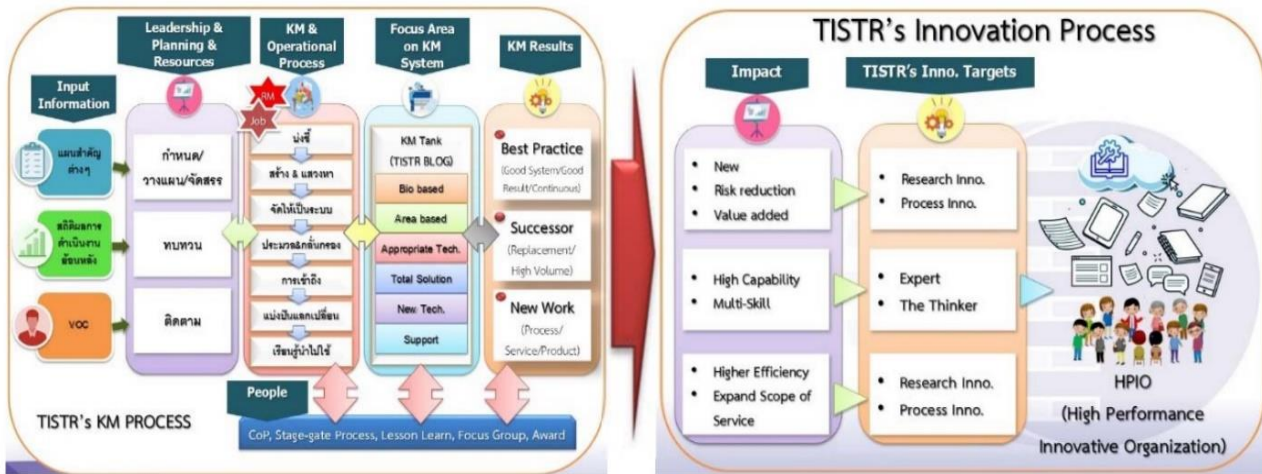 Leadership &
Planning &
Resources
KM &
Operational
Process
Focus Area
on KM
System
KM Results
Input
Information
RM
Job
แผนสำคัญ
ต่างๆ
สถิติผลการ
ดำเนินงาน
ย้อนหลัง
VOC
กำหนด/
วางแผน/จัดสรร
ทบทวน
ติดตาม
บ่งชี้
สร้าง & แสวงหา
จัดให้เป็นระบบ
ประมวล&กลั่นกรอง
การเข้าถึง
แบ่งปันแลกเปลี่ยน
เรียนรู้นำไปใช้
KM Tank
(TISTR BLOG)
Bio based
Area based
Appropriate Tech.
Total Solution
New Tech.
Support
Best Practice
(Good System/Good
Result/Continuous)
Successor
(Replacement/
High Volume)
New Work
(Process/
Service/Product)
People
TISTR's KM PROCESS
CoP, Stage-gate Process, Lesson Learn, Focus Group, Award
TISTR's Innovation Process
Impact
TISTR's Inno. Targets
• New
• Risk reduction
• Value added
• Research Inno.
• Process Inno.
• High Capability
• Multi-Skill
• Expert
• The Thinker
• Higher Efficiency
• Expand Scope of
Service
• Research Inno.
• Process Inno.
HPIO
(High Performance
Innovative Organization)